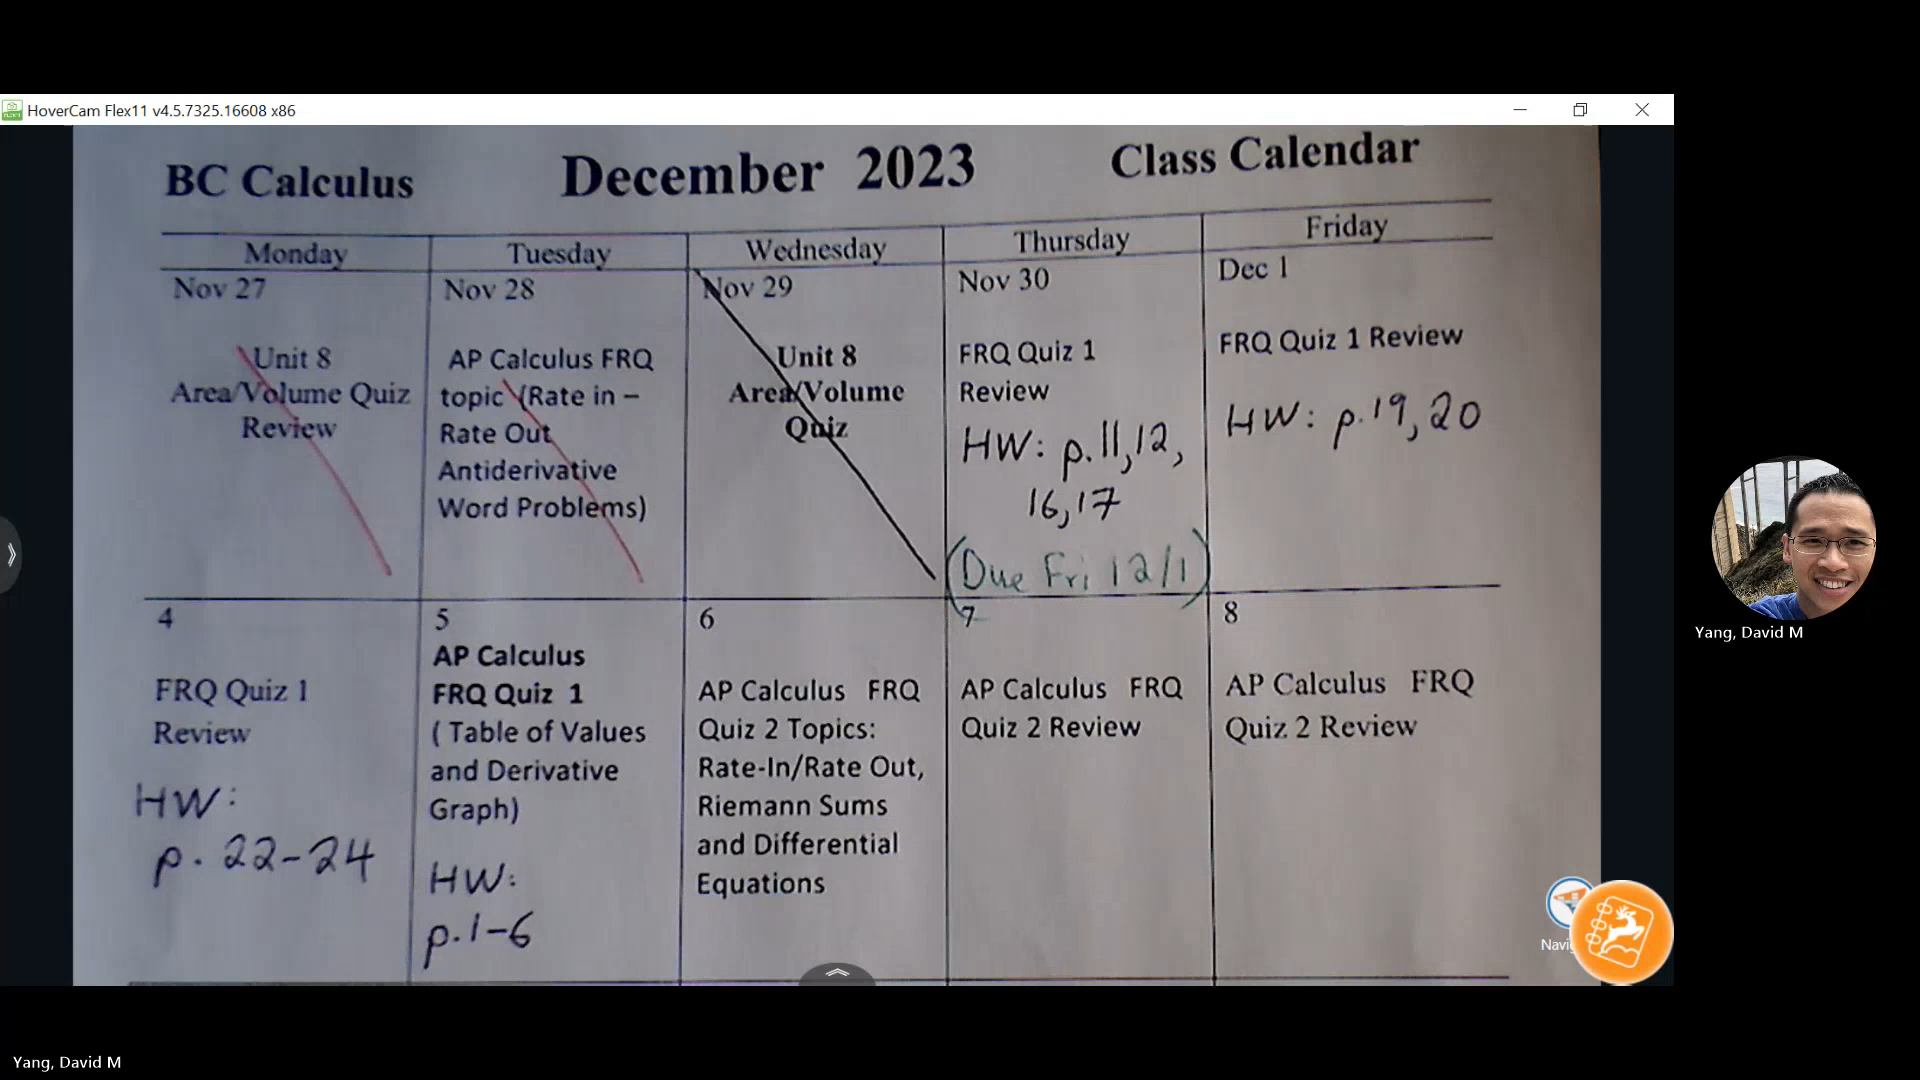 HoverCam Flex11 v4.5.7325.16608 x86
BC Calculus December 2023 Class Calendar
Monday Tuesday Wednesday Thursday Friday
Nov 27
Unit 8
Area/Volume Quiz
Review
Nov 28
AP Calculus FRQ
topic (Rate in –
Rate Out
Antiderivative
Word Problems)
Nov 29
Unit 8
Area/Volume
Quiz
Nov 30
FRQ Quiz 1
Review
HW: p.11,12,
16,17
(Due Fri 12/1)
Dec 1
FRQ Quiz 1 Review
HW: p.19,20
4
FRQ Quiz 1
Review
HW:
p. 22-24
5
AP Calculus
FRQ Quiz 1
( Table of Values
and Derivative
Graph)
HW:
p.1-6
6
AP Calculus FRQ
Quiz 2 Topics:
Rate-In/Rate Out,
Riemann Sums
and Differential
Equations
7
AP Calculus FRQ
Quiz 2 Review
8
AP Calculus FRQ
Quiz 2 Review
Yang, David M
Yang, David M